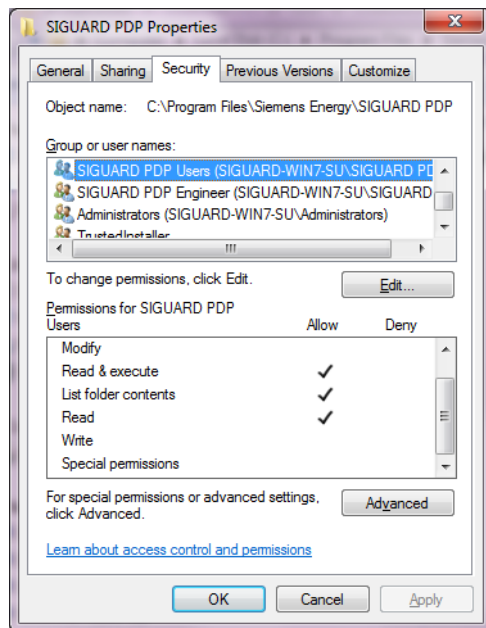 SIGUARD PDP Properties
General Sharing Security Previous Versions Customize
Object name: C:\Program Files\Siemens Energy\SIGUARD PDP
Group or user names:
SIGUARD PDP Users (SIGUARD-WIN7-SU\SIGUARD PD
SIGUARD PDP Engineer (SIGUARD-WIN7-SU\SIGUARD
Administrators (SIGUARD-WIN7-SU\Administrators)
TrustedInstaller
To change permissions, click Edit.
Edit...
Permissions for SIGUARD PDP
Users Allow Deny
Modify
Read & execute
List folder contents
Read
Write
Special permissions
For special permissions or advanced settings,
click Advanced.
Advanced
Learn about access control and permissions
OK Cancel Apply